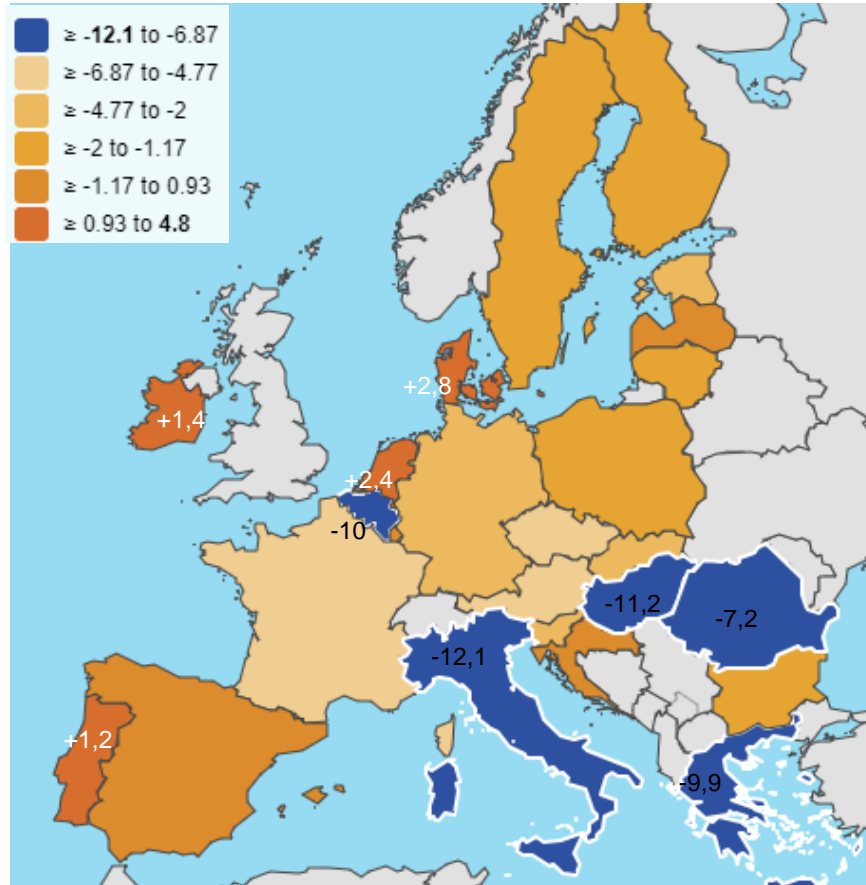 ≥ -12.1 to -6.87
≥ -6.87 to -4.77
≥ -4.77 to -2
≥ -2 to -1.17
≥ -1.17 to 0.93
≥ 0.93 to 4.8
+2,8
+1,4
+2,4
-10
-11,2
-7,2
-12,1
+1,2
-9,9